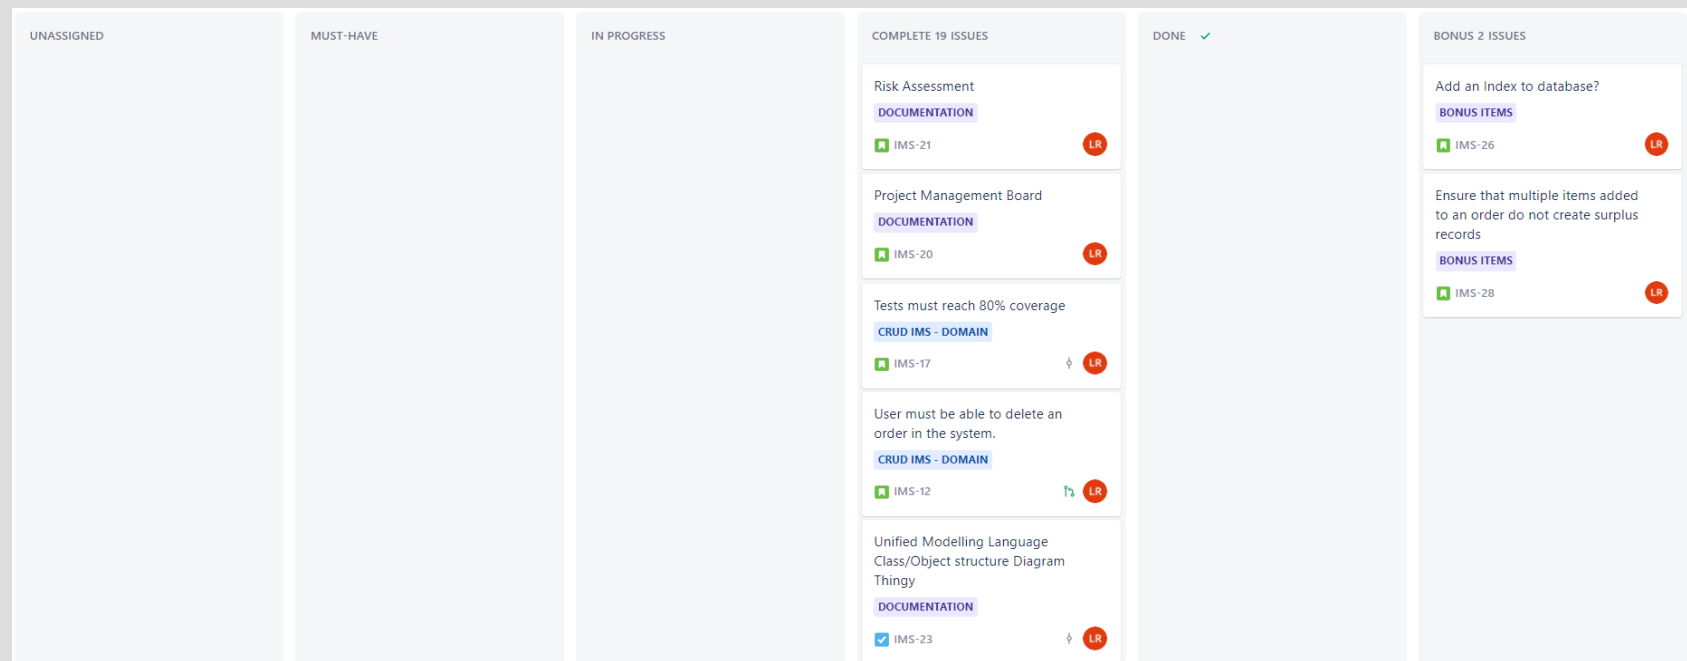 UNASSIGNED
MUST-HAVE
IN PROGRESS
COMPLETE 19 ISSUES
DONE
BONUS 2 ISSUES
Risk Assessment
DOCUMENTATION
IMS-21
LR
Project Management Board
DOCUMENTATION
IMS-20
LR
Tests must reach 80% coverage
CRUD IMS - DOMAIN
IMS-17
LR
User must be able to delete an
order in the system.
CRUD IMS - DOMAIN
IMS-12
LR
Unified Modelling Language
Class/Object structure Diagram
Thingy
DOCUMENTATION
IMS-23
LR
Add an Index to database?
BONUS ITEMS
IMS-26
LR
Ensure that multiple items added
to an order do not create surplus
records
BONUS ITEMS
IMS-28
LR